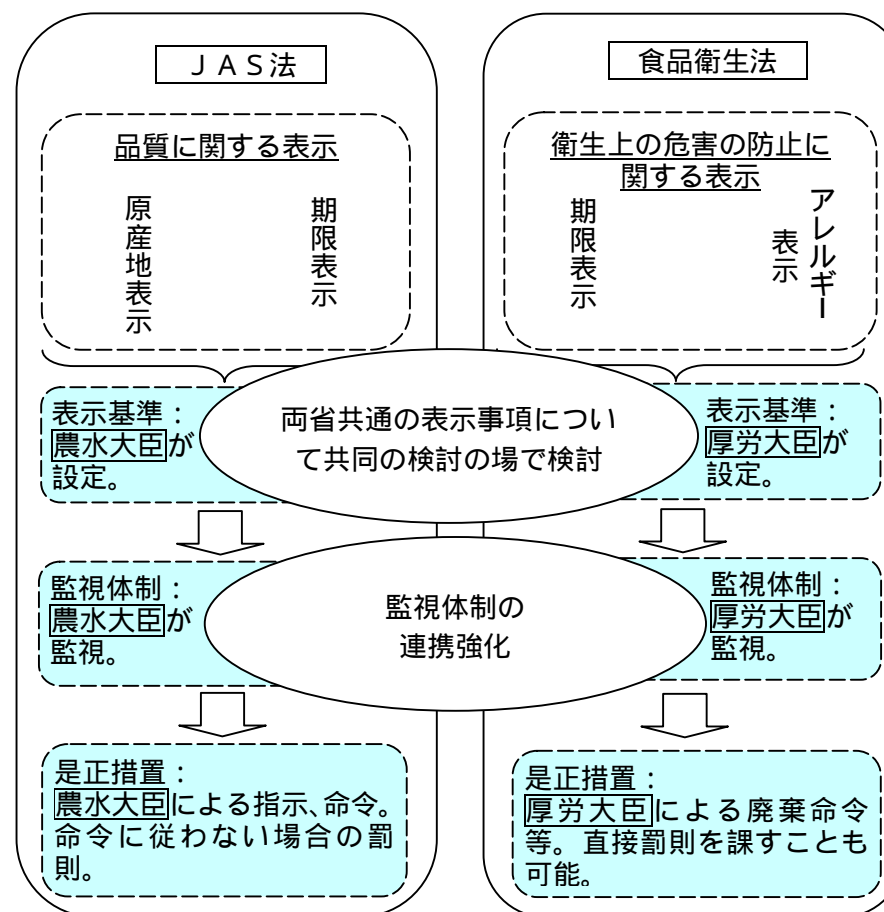 ＪＡＳ法
品質に関する表示
原産地表示
期限表示
食品衛生法
衛生上の危害の防止に
関する表示
期限表示
アレルギー
表示
両省共通の表示事項につい
て共同の検討の場で検討
表示基準：
農水大臣が
設定。
表示基準：
厚労大臣が
設定。
監視体制の
連携強化
監視体制：
農水大臣が
監視。
監視体制：
厚労大臣が
監視。
是正措置：
農水大臣による指示、命令。
命令に従わない場合の罰
則。
是正措置：
厚労大臣による廃棄命令
等。直接罰則を課すことも
可能。